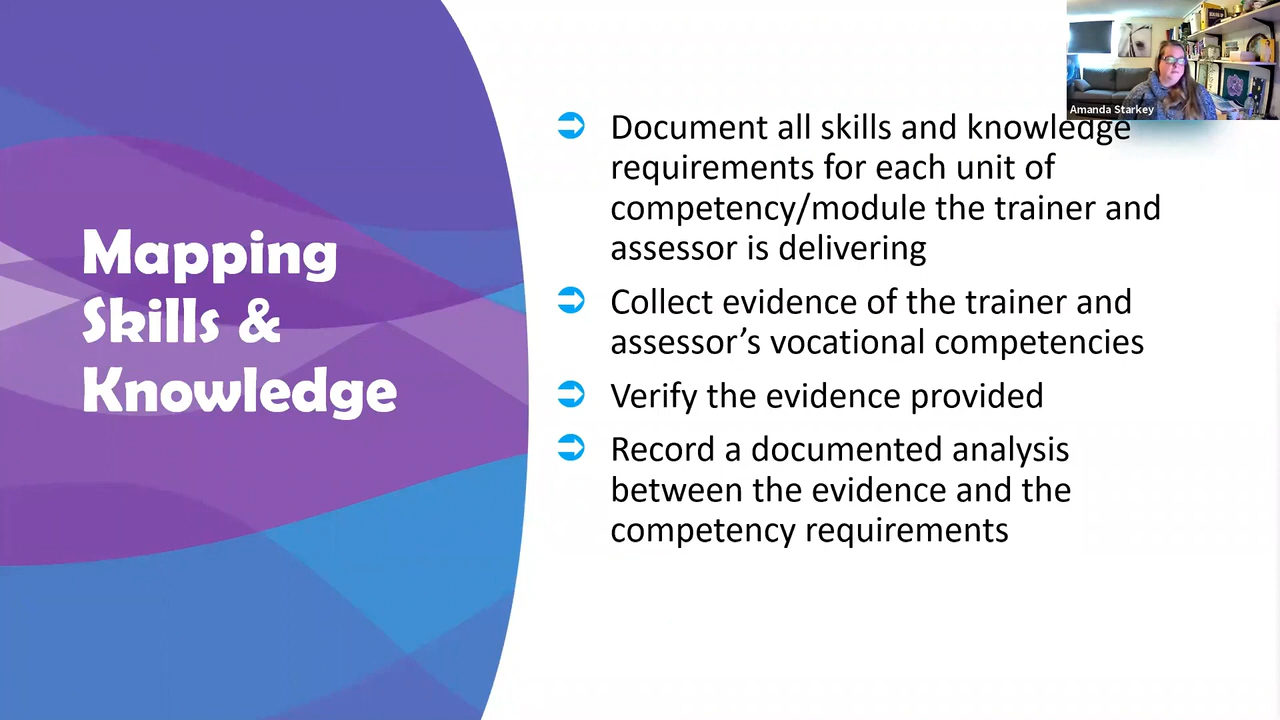 Mapping
Skills &
Knowledge
Document all skills and knowledge
requirements for each unit of
competency/module the trainer and
assessor is delivering
Collect evidence of the trainer and
assessor’s vocational competencies
Verify the evidence provided
Record a documented analysis
between the evidence and the
competency requirements
Amanda Starkey